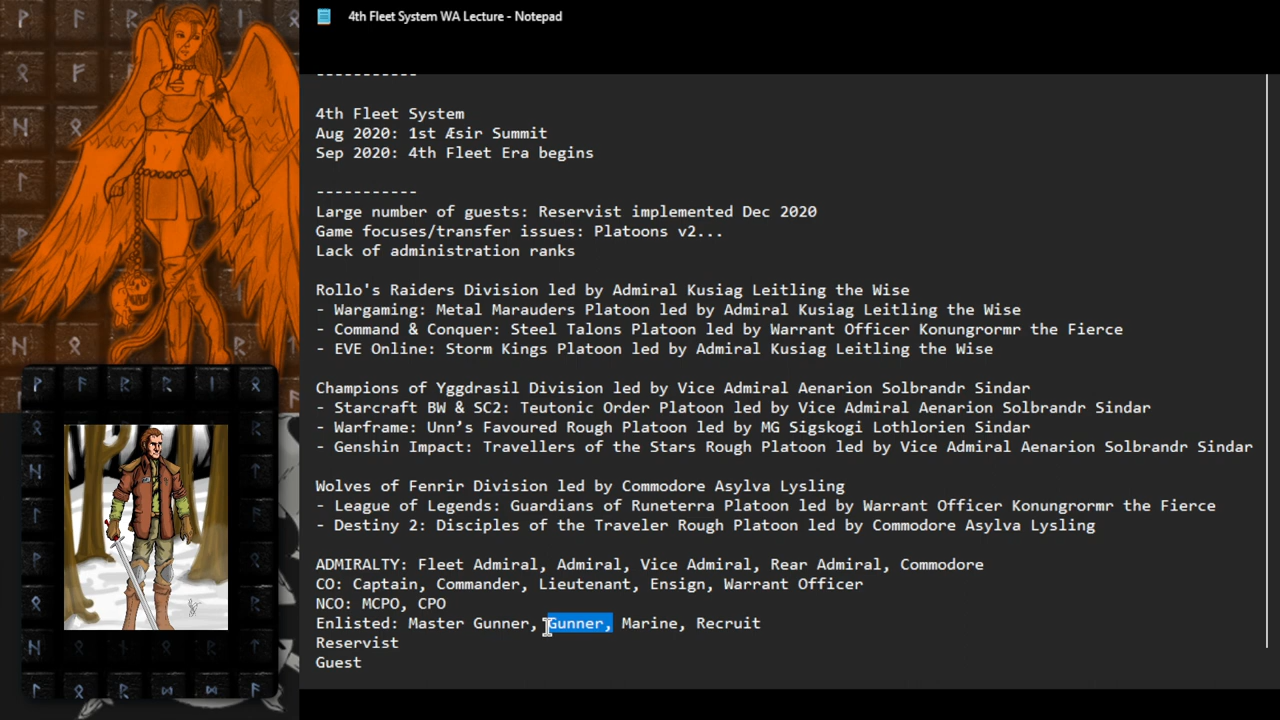 4th Fleet System WA Lecture - Notepad
-----------
4th Fleet System
Aug 2020: 1st Æsir Summit
Sep 2020: 4th Fleet Era begins
-----------
Large number of guests: Reservist implemented Dec 2020
Game focuses/transfer issues: Platoons v2...
Lack of administration ranks
Rollo's Raiders Division led by Admiral Kusiag Leitling the Wise
- Wargaming: Metal Marauders Platoon led by Admiral Kusiag Leitling the Wise
- Command & Conquer: Steel Talons Platoon led by Warrant Officer Konungrormr the Fierce
- EVE Online: Storm Kings Platoon led by Admiral Kusiag Leitling the Wise
Champions of Yggdrasil Division led by Vice Admiral Aenarion Solbrandr Sindar
- Starcraft BW & SC2: Teutonic Order Platoon led by Vice Admiral Aenarion Solbrandr Sindar
- Warframe: Unn’s Favoured Rough Platoon led by MG Sigskogi Lothlorien Sindar
- Genshin Impact: Travellers of the Stars Rough Platoon led by Vice Admiral Aenarion Solbrandr Sindar
Wolves of Fenrir Division led by Commodore Asylva Lysling
- League of Legends: Guardians of Runeterra Platoon led by Warrant Officer Konungrormr the Fierce
- Destiny 2: Disciples of the Traveler Rough Platoon led by Commodore Asylva Lysling
ADMIRALTY: Fleet Admiral, Admiral, Vice Admiral, Rear Admiral, Commodore
CO: Captain, Commander, Lieutenant, Ensign, Warrant Officer
NCO: MCPO, CPO
Enlisted: Master Gunner, Gunner, Marine, Recruit
Reservist
Guest